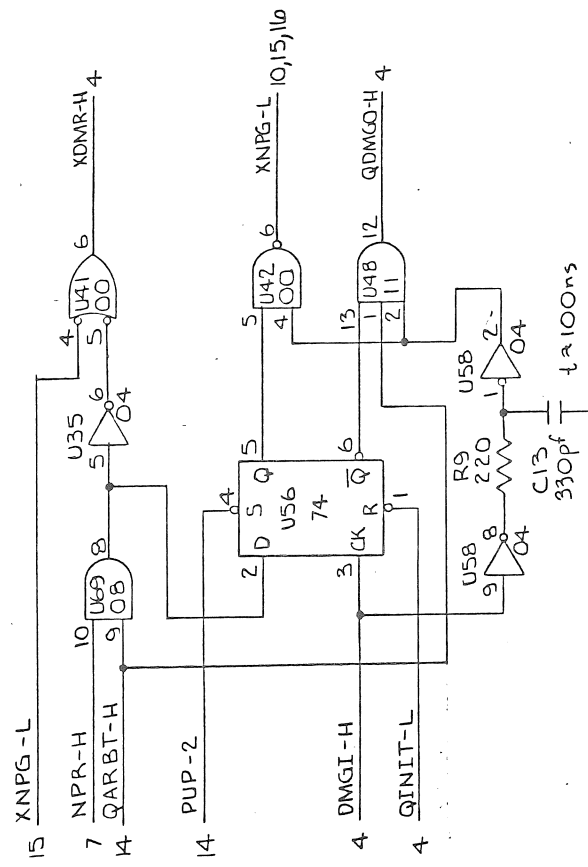 15 XNPG-L
7 NPR-H
14 QARBT-H
10
9
U69
08
8
5
U35
6
04
4
5
U41
00
6
XDMR-H 4
14 PUP-2
2
D
4
S
5
Q
U56
74
3
CK
R
1
Q
6
5
4
U42
00
6
XNPG-L 10,15,16
13
1
2
U48
11
12
QDMGO-H 4
4 DMGI-H
4 QINIT-L
9
U58
8
04
R9
220
1
U58
2
04
C13
330pf
t≈100ns